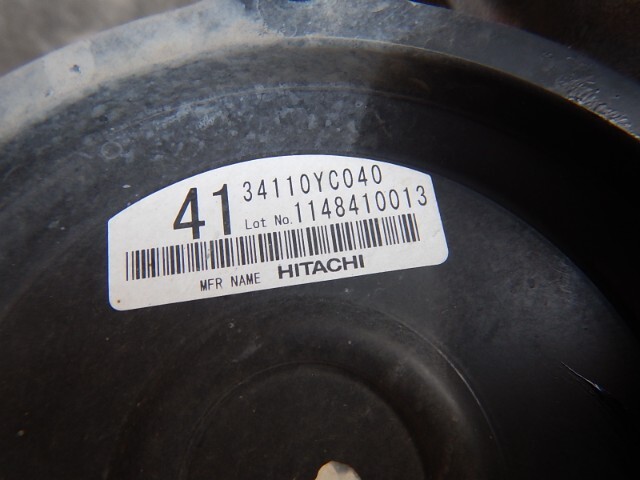 41 34110YC040
Lot No. 1148410013
MFR NAME HITACHI